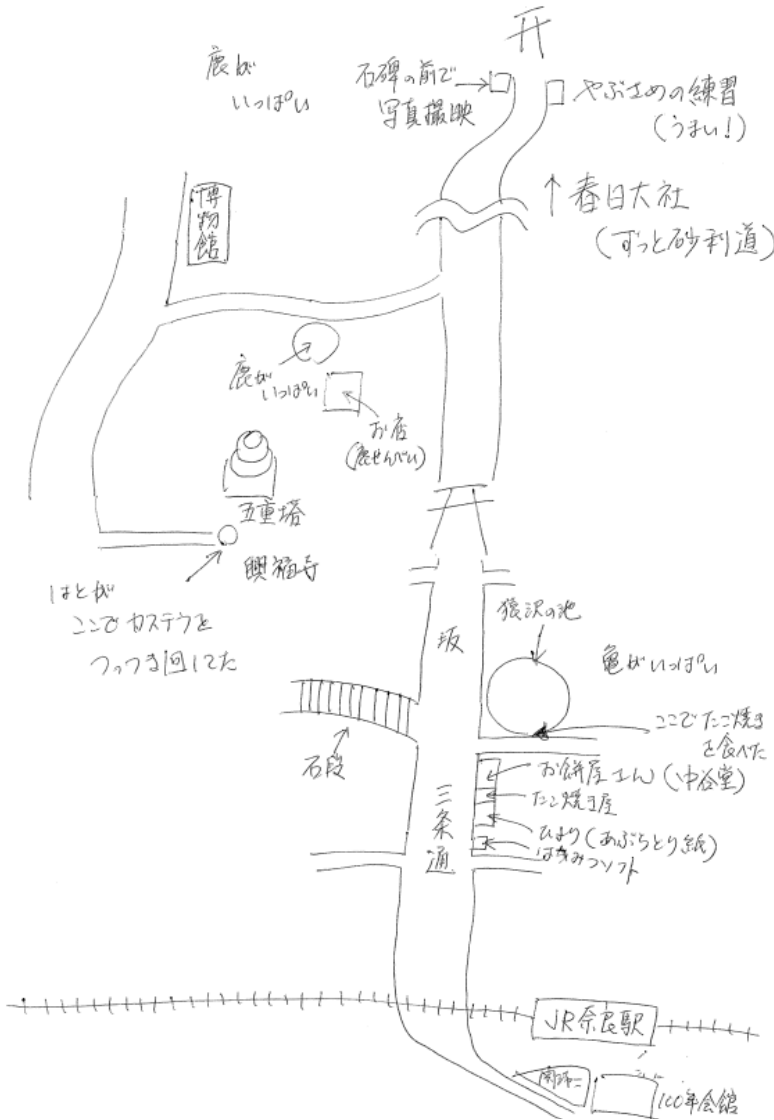 鹿が
いっぱい
石碑の前で
写真撮映
やぶさめの練習
(うまい!)
↑春日大社
(ずっと砂利道)
博物館
鹿が
いっぱい
お店
(鹿せんべい)
五重塔
興福寺
はとが
ここでカステラを
つっつき回してた
坂
猿沢の池
亀がいっぱい
ここでたこ焼き
を食べた
石段
三条通
お餅屋さん(中谷堂)
たこ焼き屋
ひより(あぶらとり紙)
はちみつソフト
JR奈良駅
100年会館